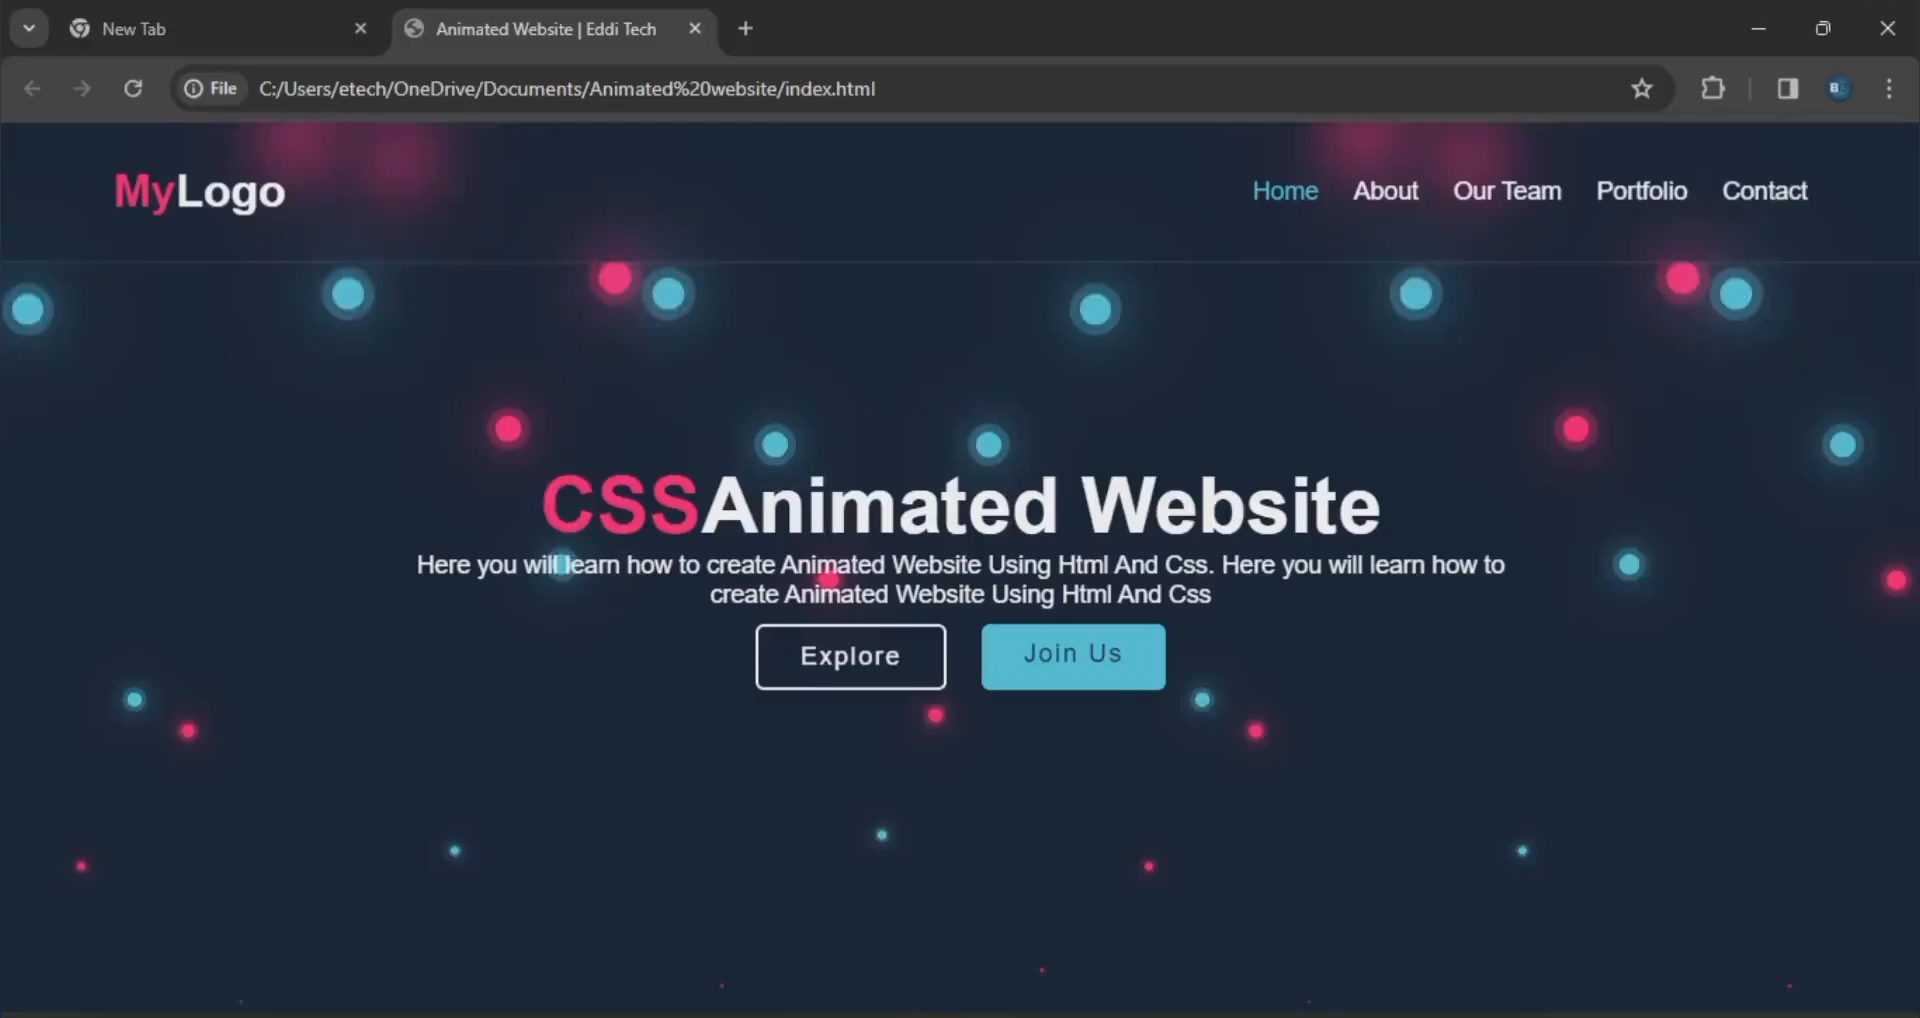 New Tab
Animated Website | Eddi Tech
File
C:/Users/etech/OneDrive/Documents/Animated%20website/index.html
B
MyLogo
Home About Our Team Portfolio Contact
CSSAnimated Website
Here you will learn how to create Animated Website Using Html And Css. Here you will learn how to
create Animated Website Using Html And Css
Explore
Join Us